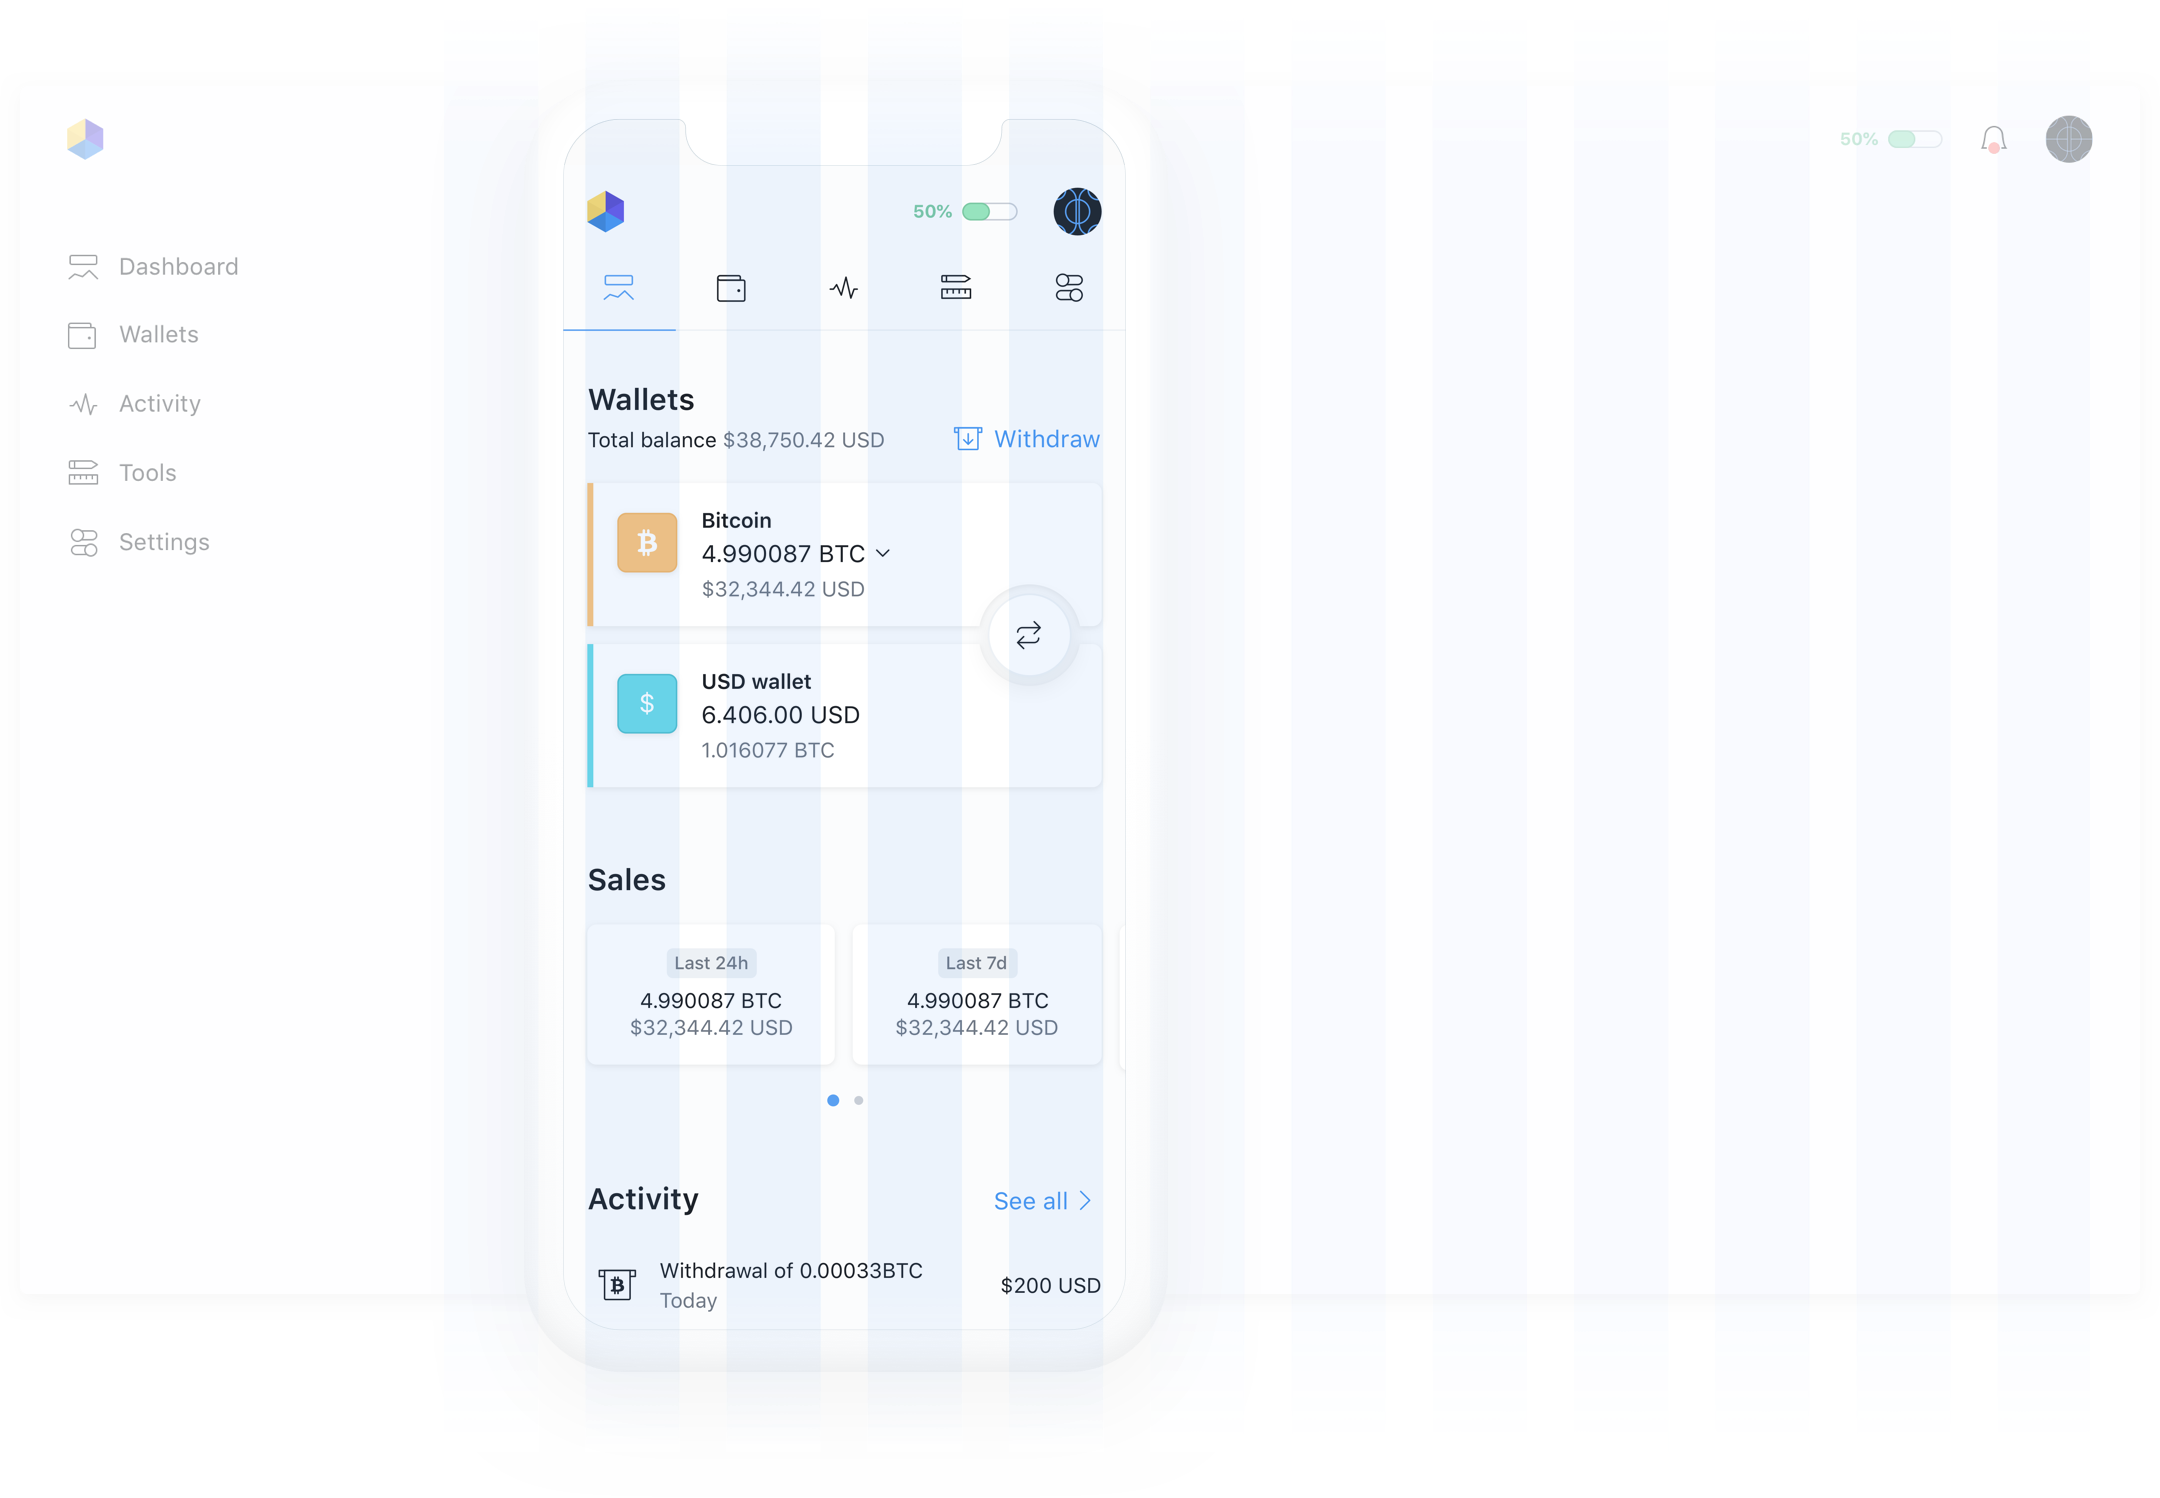 50%
Dashboard
Wallets
Activity
Tools
Settings
50%
Wallets
Total balance $38,750.42 USD
Withdraw
Bitcoin
4.990087 BTC
$32,344.42 USD
$
USD wallet
6.406.00 USD
1.016077 BTC
Sales
Last 24h
4.990087 BTC
$32,344.42 USD
Last 7d
4.990087 BTC
$32,344.42 USD
Activity
See all
Withdrawal of 0.00033BTC
Today
$200 USD